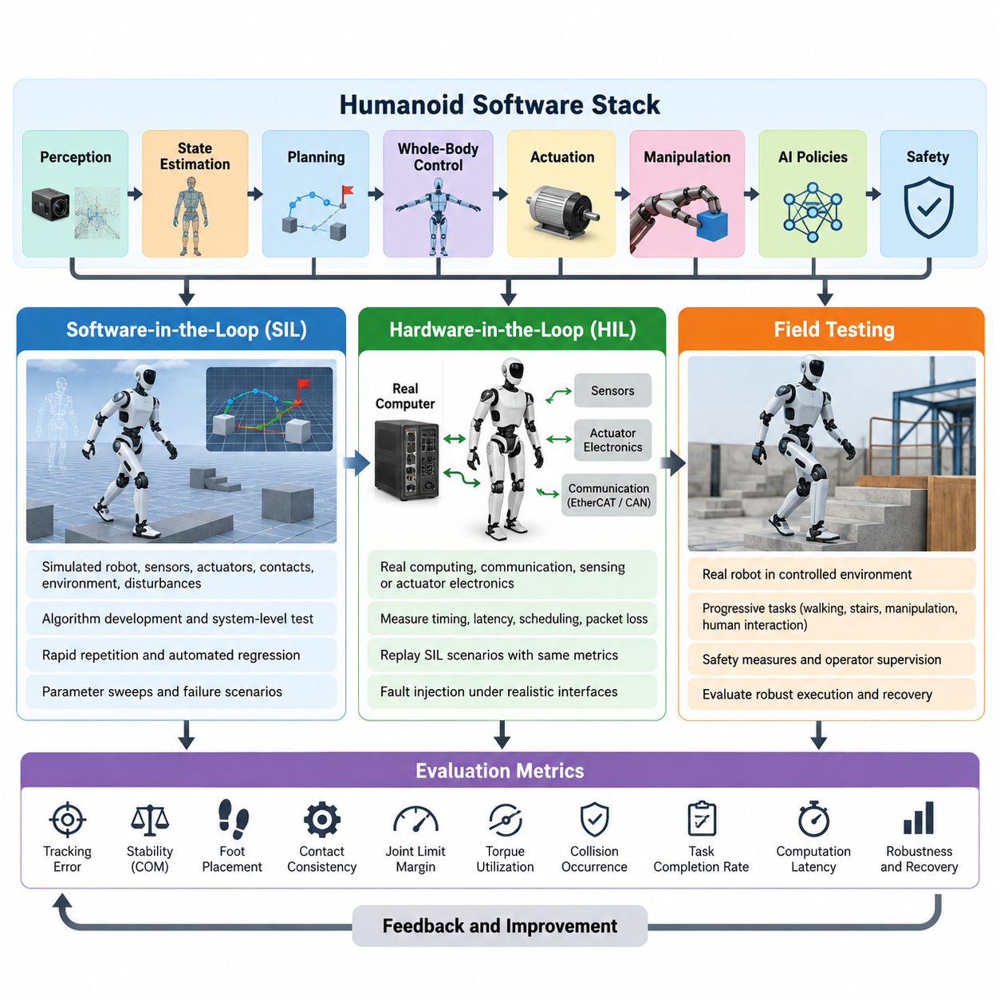 Humanoid Software Stack
Perception
State
Estimation
Planning
Whole-Body
Control
Actuation
Manipulation
AI Policies
Safety
Software-in-the-Loop (SIL)
Simulated robot, sensors, actuators, contacts,
environment, disturbances
Algorithm development and system-level test
Rapid repetition and automated regression
Parameter sweeps and failure scenarios
Hardware-in-the-Loop (HIL)
Real
Computer
Sensors
Actuator
Electronics
Communication
(EtherCAT / CAN)
Real computing, communication, sensing
or actuator electronics
Measure timing, latency, scheduling, packet loss
Replay SIL scenarios with same metrics
Fault injection under realistic interfaces
Field Testing
Real robot in controlled environment
Progressive tasks (walking, stairs, manipulation,
human interaction)
Safety measures and operator supervision
Evaluate robust execution and recovery
Evaluation Metrics
Tracking
Error
Stability
(COM)
Foot
Placement
Contact
Consistency
Joint Limit
Margin
Torque
Utilization
Collision
Occurrence
Task
Completion Rate
Computation
Latency
Robustness
and Recovery
Feedback and Improvement